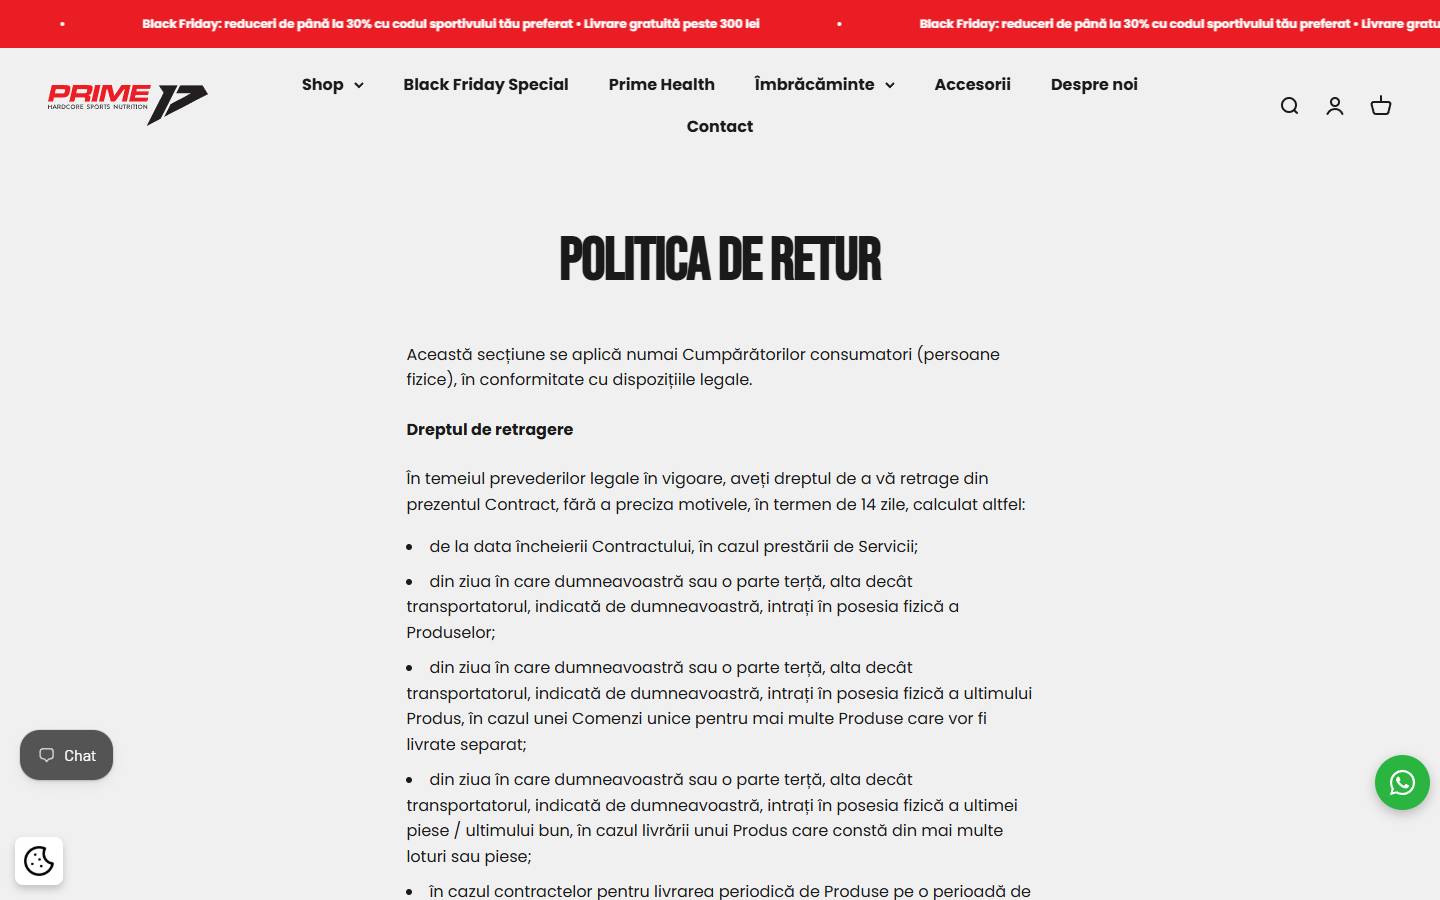 Black Friday: reduceri de până la 30% cu codul sportivului tău preferat • Livrare gratuită peste 300 lei • Black Friday: reduceri de până la 30% cu codul sportivului tău preferat • Livrare
PRIME
HARDCORE SPORTS NUTRITION
Shop Black Friday Special Prime Health Îmbrăcăminte Accesorii Despre noi
Contact
POLITICA DE RETUR
Această secțiune se aplică numai Cumpărătorilor consumatori (persoane
fizice), în conformitate cu dispozițiile legale.
Dreptul de retragere
În temeiul prevederilor legale în vigoare, aveți dreptul de a vă retrage din
prezentul Contract, fără a preciza motivele, în termen de 14 zile, calculat altfel:
• de la data încheierii Contractului, în cazul prestării de Servicii;
• din ziua în care dumneavoastră sau o parte terță, alta decât
transportatorul, indicată de dumneavoastră, intrați în posesia fizică a
Produselor;
• din ziua în care dumneavoastră sau o parte terță, alta decât
transportatorul, indicată de dumneavoastră, intrați în posesia fizică a ultimului
Produs, în cazul unei Comenzi unice pentru mai multe Produse care vor fi
livrate separat;
• din ziua în care dumneavoastră sau o parte terță, alta decât
transportatorul, indicată de dumneavoastră, intrați în posesia fizică a ultimei
piese / ultimului bun, în cazul livrării unui Produs care constă din mai multe
loturi sau piese;
• în cazul contractelor pentru livrarea periodică de Produse pe o perioadă de
Chat